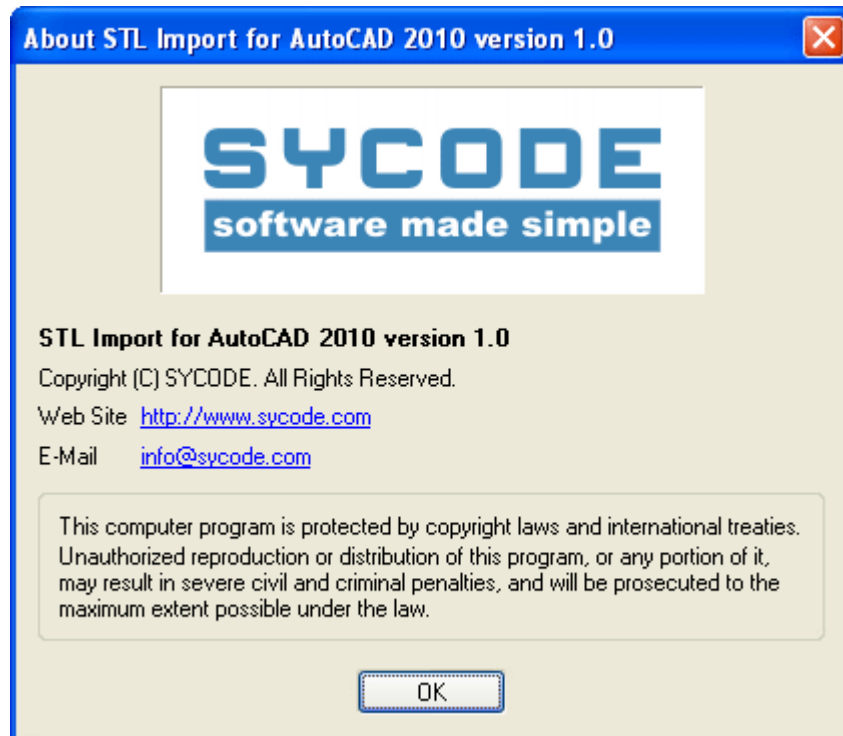 About STL Import for AutoCAD 2010 version 1.0
SYCODE
software made simple
STL Import for AutoCAD 2010 version 1.0
Copyright (C) SYCODE. All Rights Reserved.
Web Site http://www.sycode.com
E-Mail info@sycode.com
This computer program is protected by copyright laws and international treaties.
Unauthorized reproduction or distribution of this program, or any portion of it,
may result in severe civil and criminal penalties, and will be prosecuted to the
maximum extent possible under the law.
OK